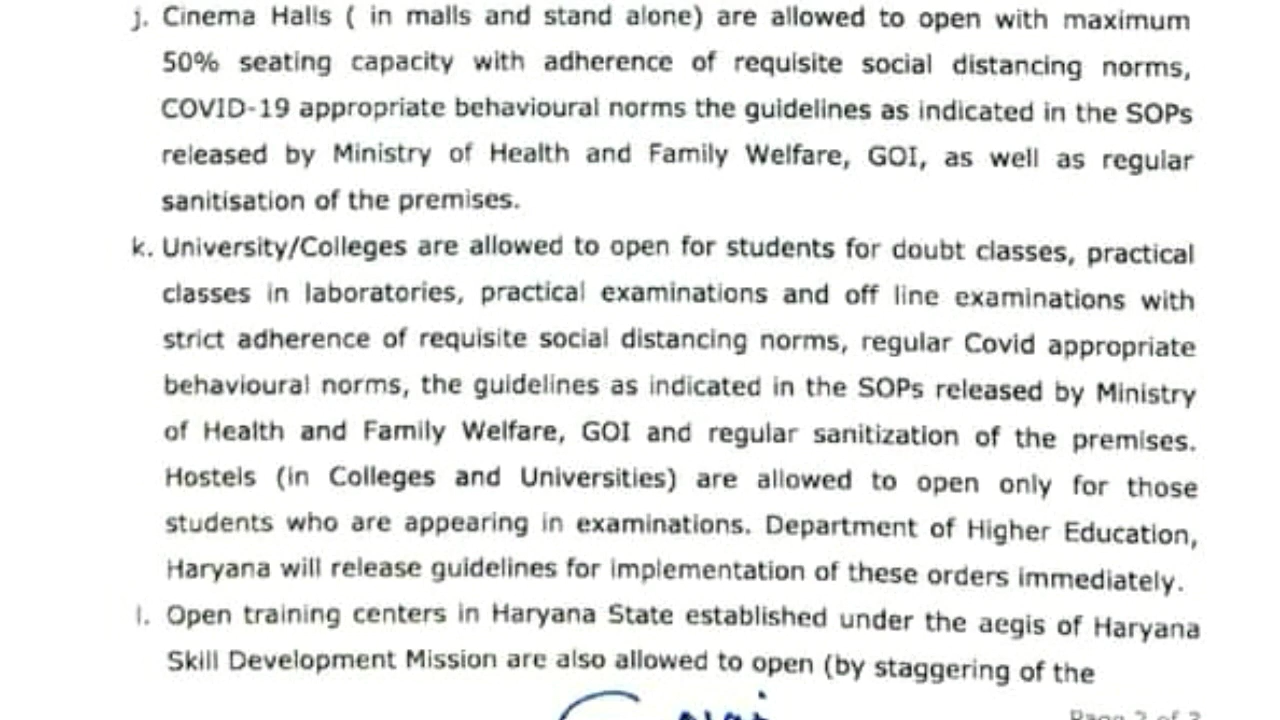 j. Cinema Halls ( in malls and stand alone) are allowed to open with maximum
50% seating capacity with adherence of requisite social distancing norms,
COVID-19 appropriate behavioural norms the guidelines as indicated in the SOPs
released by Ministry of Health and Family Welfare, GOI, as well as regular
sanitisation of the premises.
k. University/Colleges are allowed to open for students for doubt classes, practical
classes in laboratories, practical examinations and off line examinations with
strict adherence of requisite social distancing norms, regular Covid appropriate
behavioural norms, the guidelines as indicated in the SOPs released by Ministry
of Health and Family Welfare, GOI and regular sanitization of the premises.
Hostels (in Colleges and Universities) are allowed to open only for those
students who are appearing in examinations. Department of Higher Education,
Haryana will release guidelines for implementation of these orders immediately.
l. Open training centers in Haryana State established under the aegis of Haryana
Skill Development Mission are also allowed to open (by staggering of the
Page 2 of 3